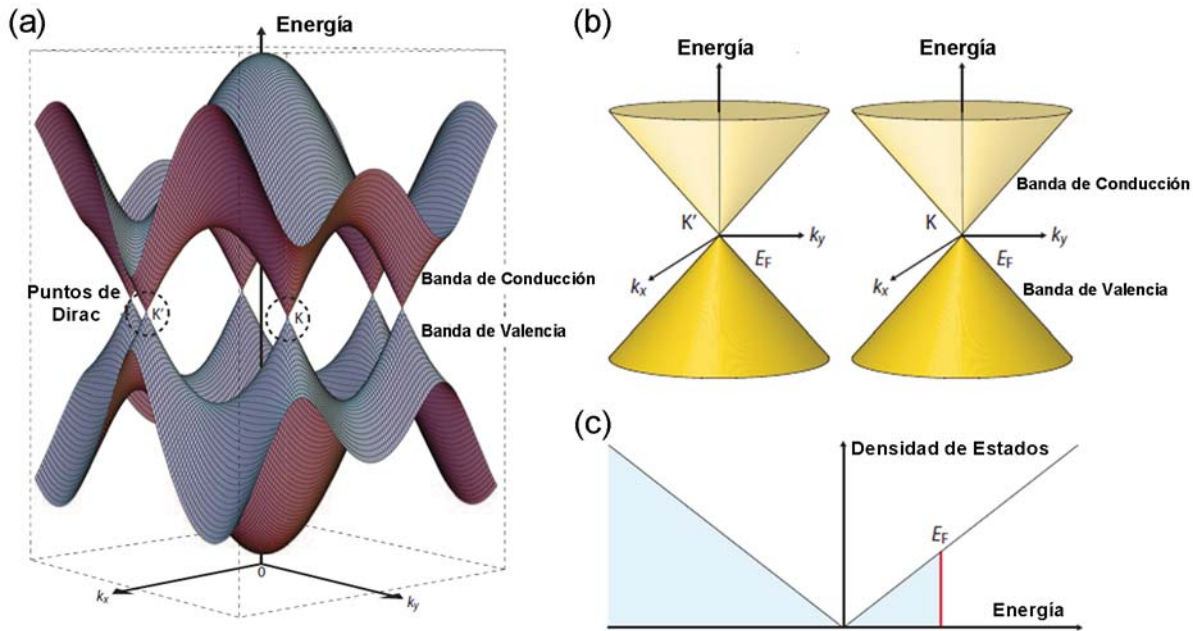 (a)
Energía
Puntos de
Dirac
K'
K
Banda de Conducción
Banda de Valencia
0
kx
ky
(b)
Energía
Energía
Banda de Conducción
K'
ky
EF
kx
K
ky
EF
kx
Banda de Valencia
(c)
Densidad de Estados
EF
Energía